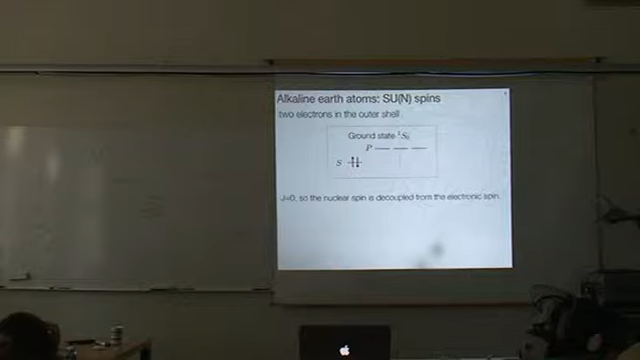 Alkaline earth atoms: SU(N) spins
two electrons in the outer shell
Ground state ¹S₀
P
S
J=0, so the nuclear spin is decoupled from the electronic spin.